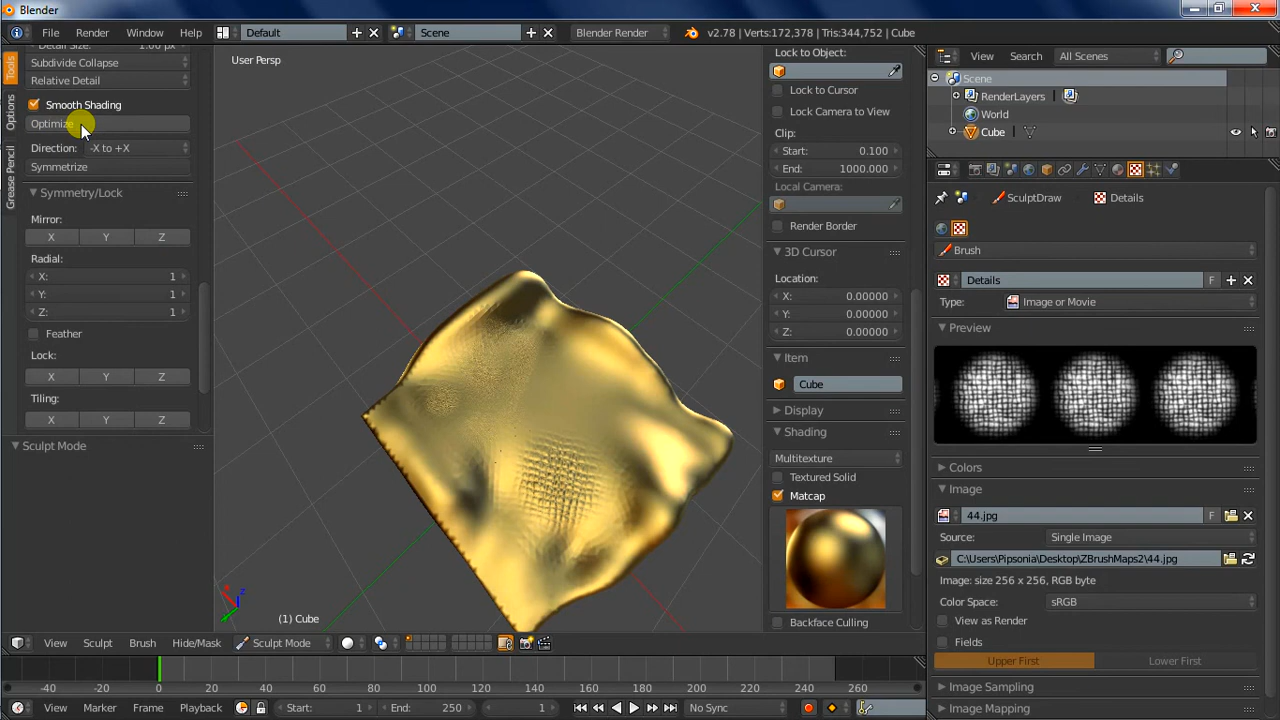 Blender
File Render Window Help Default Scene Blender Render v2.78 | Verts:172,378 | Tris:344,752 | Cube
Tools
Options
Grease Pencil
Detail Size: 1.00 px
Subdivide Collapse
Relative Detail
Smooth Shading
Optimize
Direction: -X to +X
Symmetrize
Symmetry/Lock
Mirror:
X Y Z
Radial:
X: 1
Y: 1
Z: 1
Feather
Lock:
X Y Z
Tiling:
X Y Z
Sculpt Mode
User Persp
(1) Cube
Lock to Object:
Lock to Cursor
Lock Camera to View
Clip:
Start: 0.100
End: 1000.000
Local Camera:
Render Border
3D Cursor
Location:
X: 0.00000
Y: 0.00000
Z: 0.00000
Item
Cube
Display
Shading
Multitexture
Textured Solid
Matcap
Backface Culling
View Search All Scenes
Scene
RenderLayers
World
Cube
SculptDraw Details
Brush
Details F
Type: Image or Movie
Preview
Colors
Image
44.jpg F
Source: Single Image
C:\Users\Pipsonia\Desktop\ZBrushMaps2\44.jpg
Image: size 256 x 256, RGB byte
Color Space: sRGB
View as Render
Fields
Upper First Lower First
Image Sampling
Image Mapping
View Sculpt Brush Hide/Mask Sculpt Mode
-40 -20 0 20 40 60 80 100 120 140 160 180 200 220 240 260
View Marker Frame Playback Start: 1 End: 250 1 No Sync